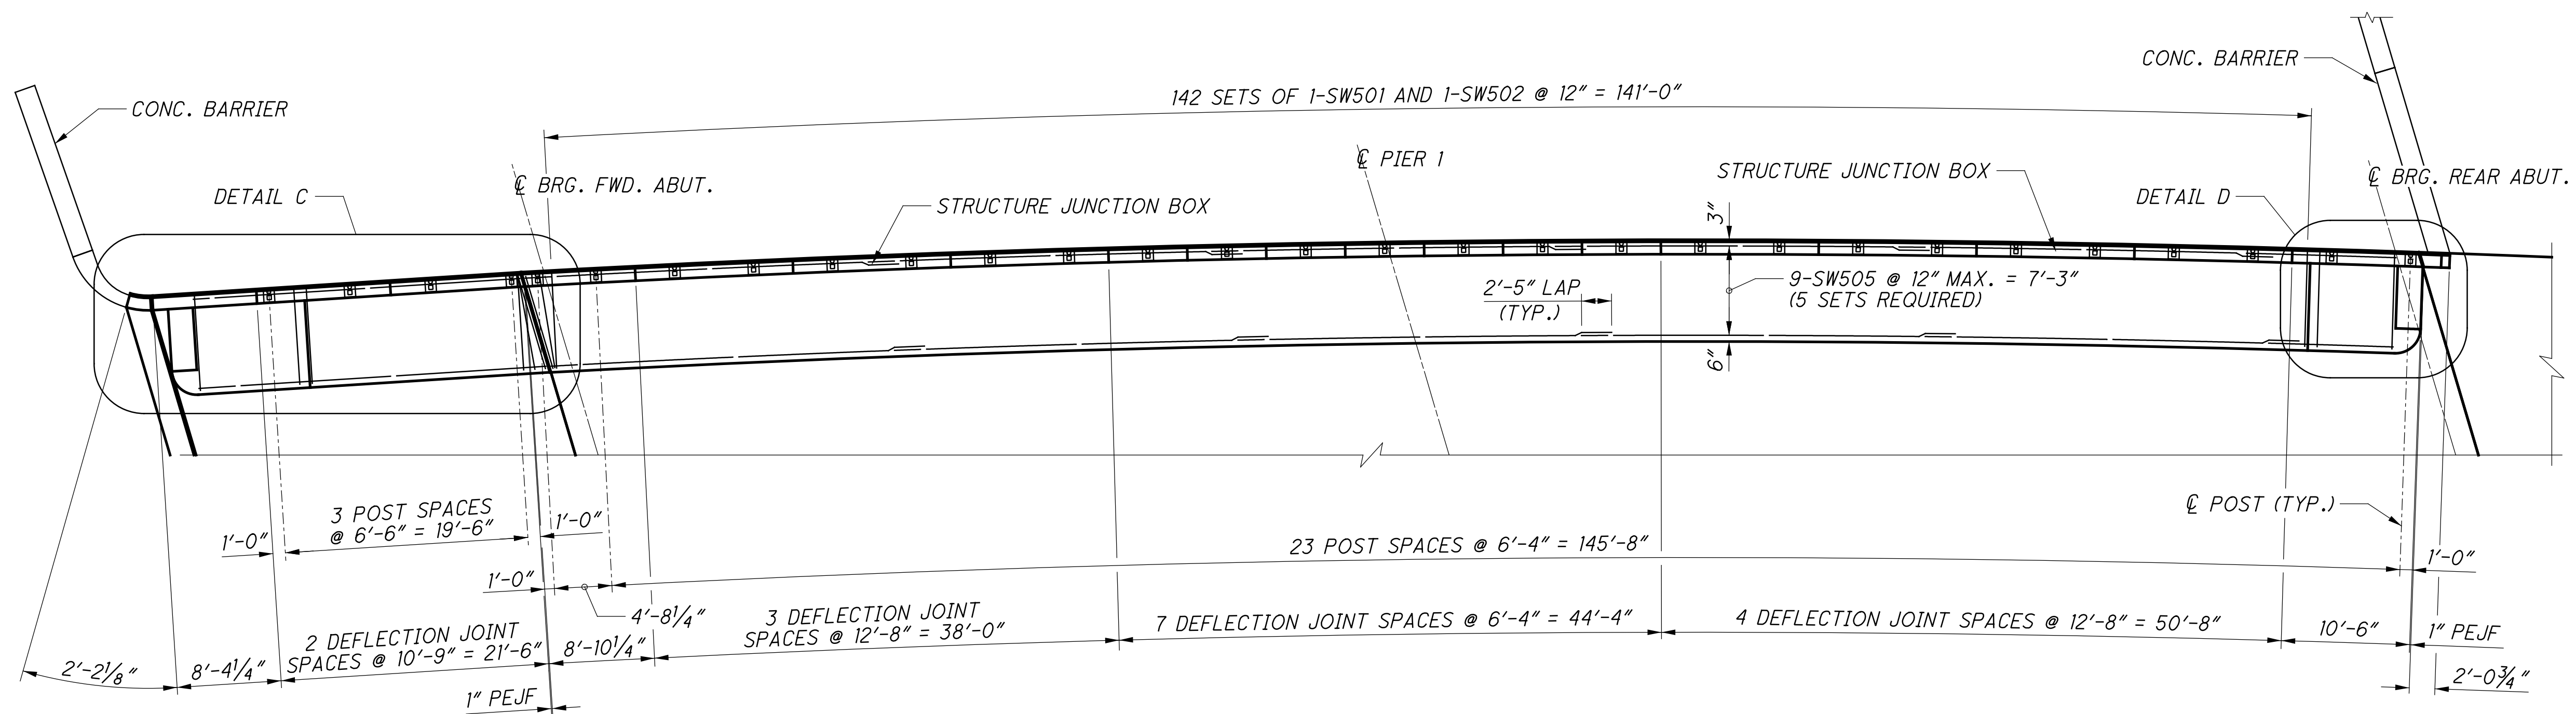 CONC. BARRIER
142 SETS OF 1-SW501 AND 1-SW502 @ 12" = 141'-0"
CONC. BARRIER
℄ PIER 1
STRUCTURE JUNCTION BOX
℄ BRG. FWD. ABUT.
℄ BRG. REAR ABUT.
DETAIL C
STRUCTURE JUNCTION BOX
DETAIL D
3"
9-SW505 @ 12" MAX. = 7'-3"
(5 SETS REQUIRED)
2'-5" LAP
(TYP.)
6"
℄ POST (TYP.)
3 POST SPACES
@ 6'-6" = 19'-6"
1'-0"
1'-0"
23 POST SPACES @ 6'-4" = 145'-8"
1'-0"
1'-0"
4'-8¼"
3 DEFLECTION JOINT
SPACES @ 12'-8" = 38'-0"
7 DEFLECTION JOINT SPACES @ 6'-4" = 44'-4"
4 DEFLECTION JOINT SPACES @ 12'-8" = 50'-8"
10'-6"
1" PEJF
2 DEFLECTION JOINT
SPACES @ 10'-9" = 21'-6"
8'-10¼"
2'-2⅛"
8'-4¼"
1" PEJF
2'-0¾"